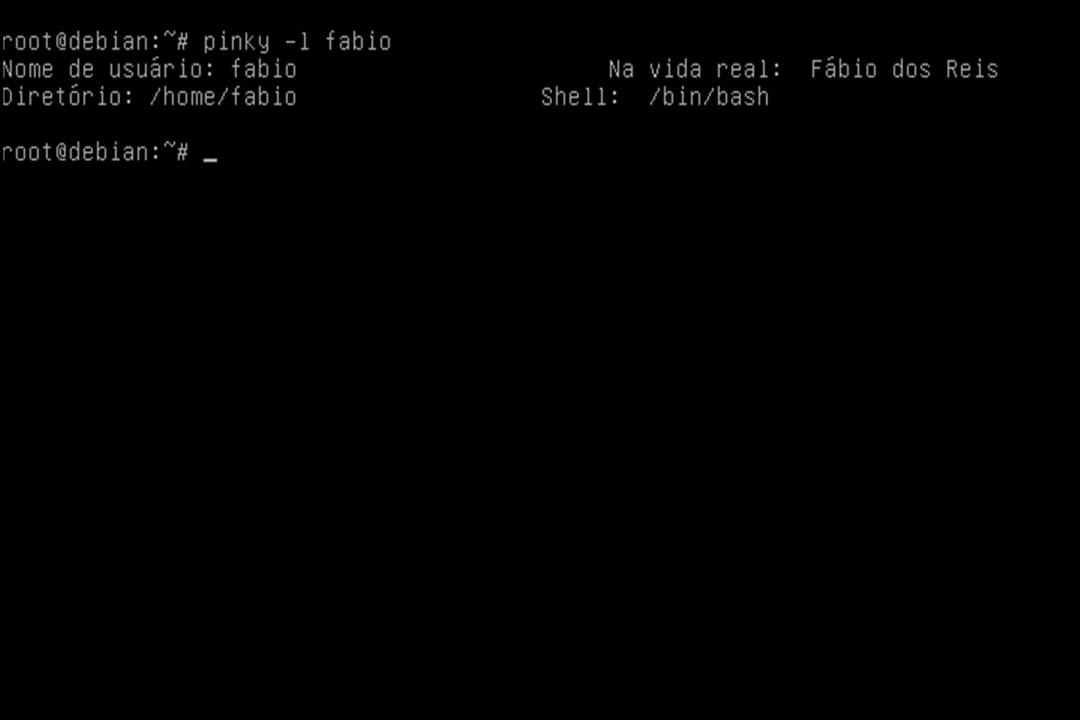 root@debian:~# pinky -l fabio
Nome de usuário: fabio Na vida real: Fábio dos Reis
Diretório: /home/fabio Shell: /bin/bash
root@debian:~# _